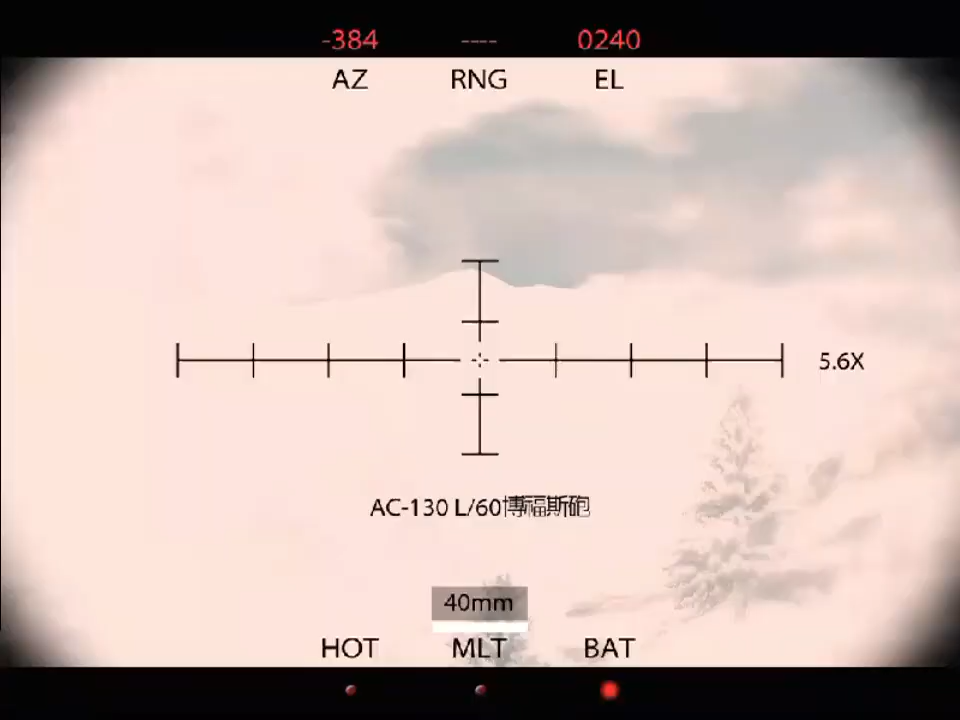 -384 ---- 0240
AZ RNG EL
5.6X
AC-130 L/60博福斯砲
40mm
HOT MLT BAT